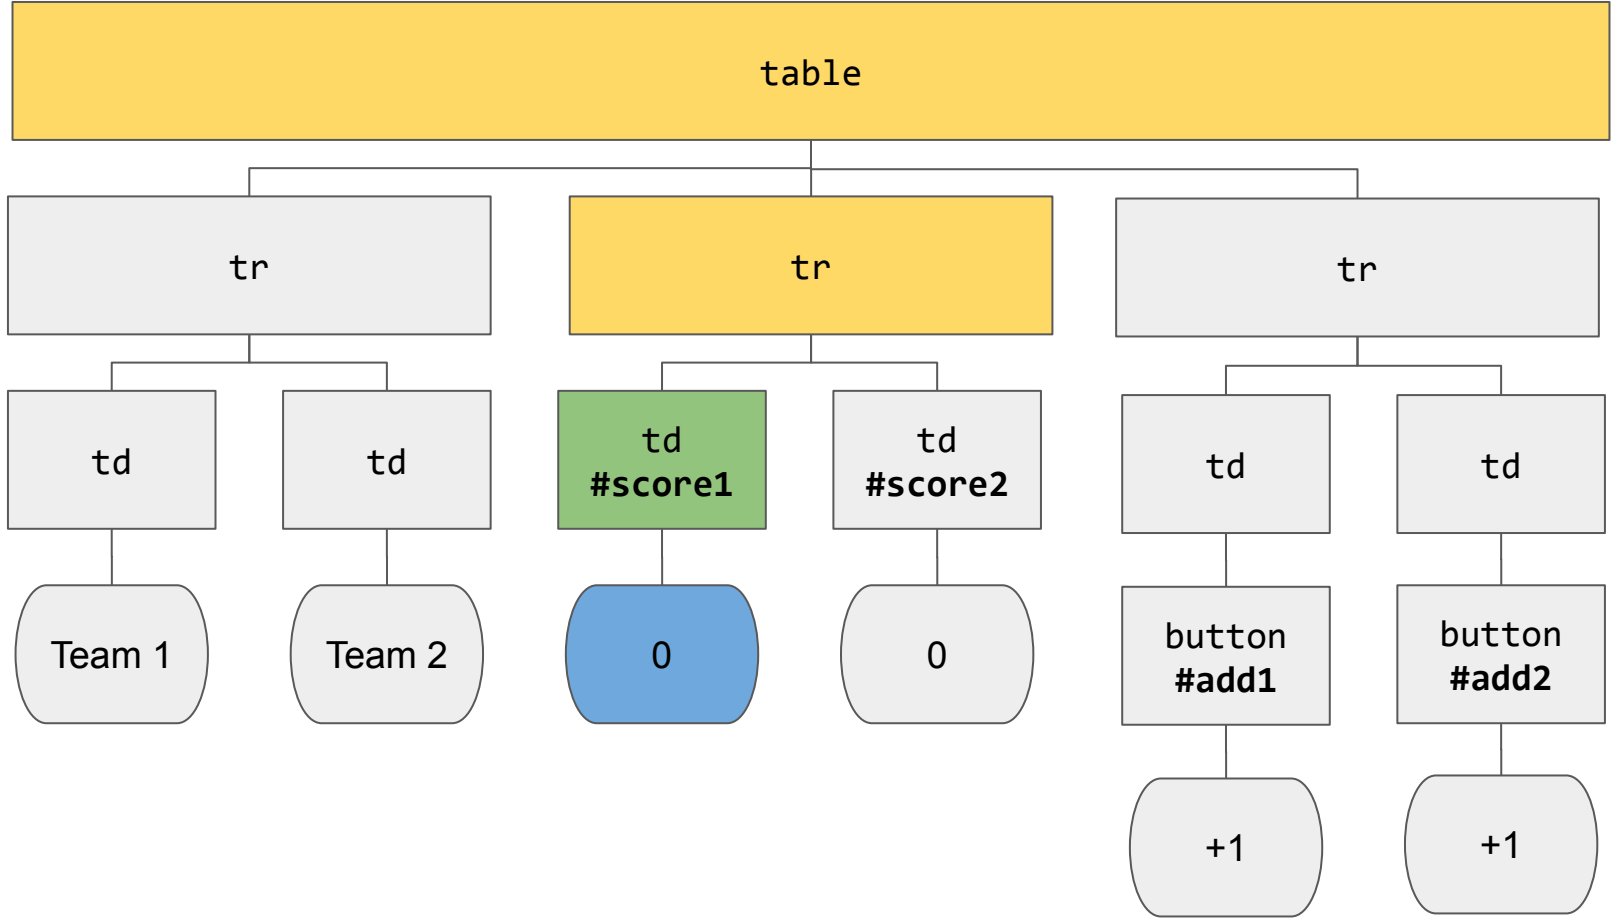 table
tr
tr
tr
td
td
td
#score1
td
#score2
td
td
Team 1
Team 2
0
0
button
#add1
button
#add2
+1
+1